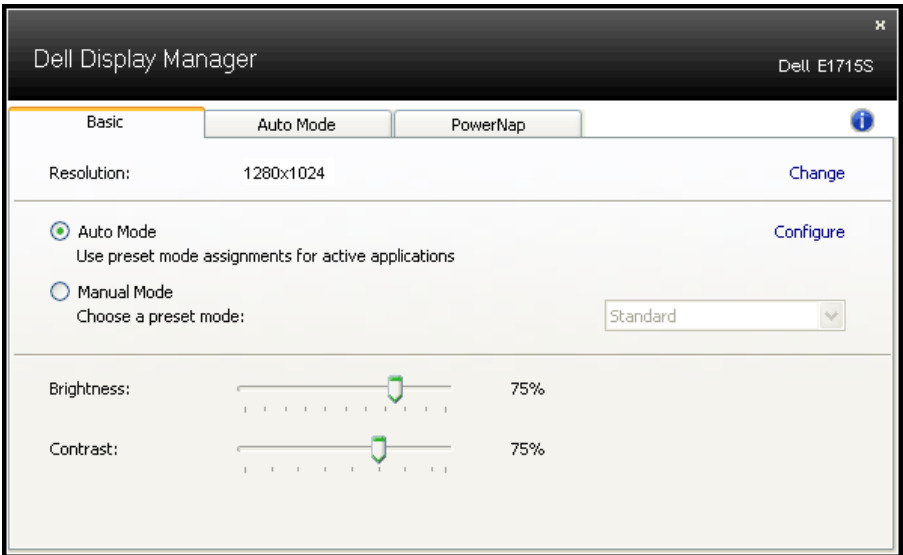 x
Dell Display Manager
Dell E1715S
Basic Auto Mode PowerNap
i
Resolution: 1280x1024 Change
Auto Mode Configure
Use preset mode assignments for active applications
Manual Mode
Choose a preset mode: Standard
Brightness: 75%
Contrast: 75%